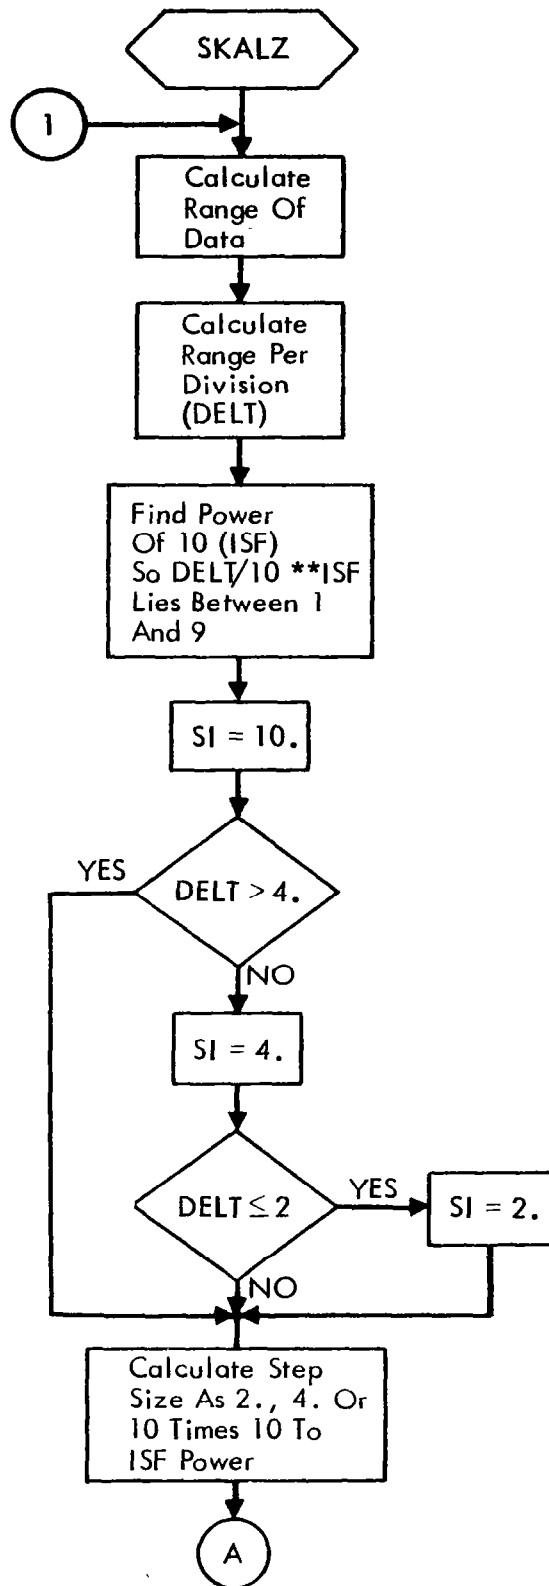 SKALZ
1
Calculate
Range Of
Data
Calculate
Range Per
Division
(DELT)
Find Power
Of 10 (ISF)
So DELT/10 **ISF
Lies Between 1
And 9
SI = 10.
YES
DELT > 4.
NO
SI = 4.
DELT ≤ 2
YES
SI = 2.
NO
Calculate Step
Size As 2., 4. Or
10 Times 10 To
ISF Power
A